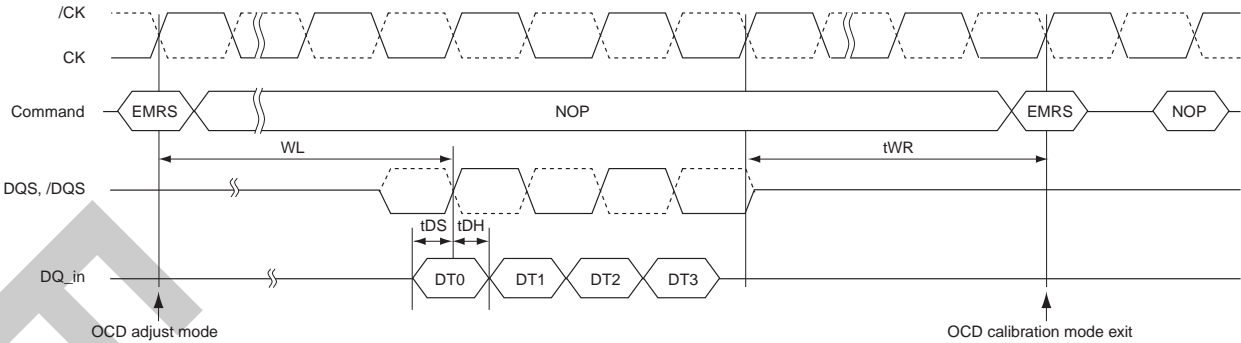 /CK
CK
Command
EMRS
NOP
EMRS
NOP
WL
tWR
DQS, /DQS
tDS
tDH
DQ_in
DT0
DT1
DT2
DT3
OCD adjust mode
OCD calibration mode exit